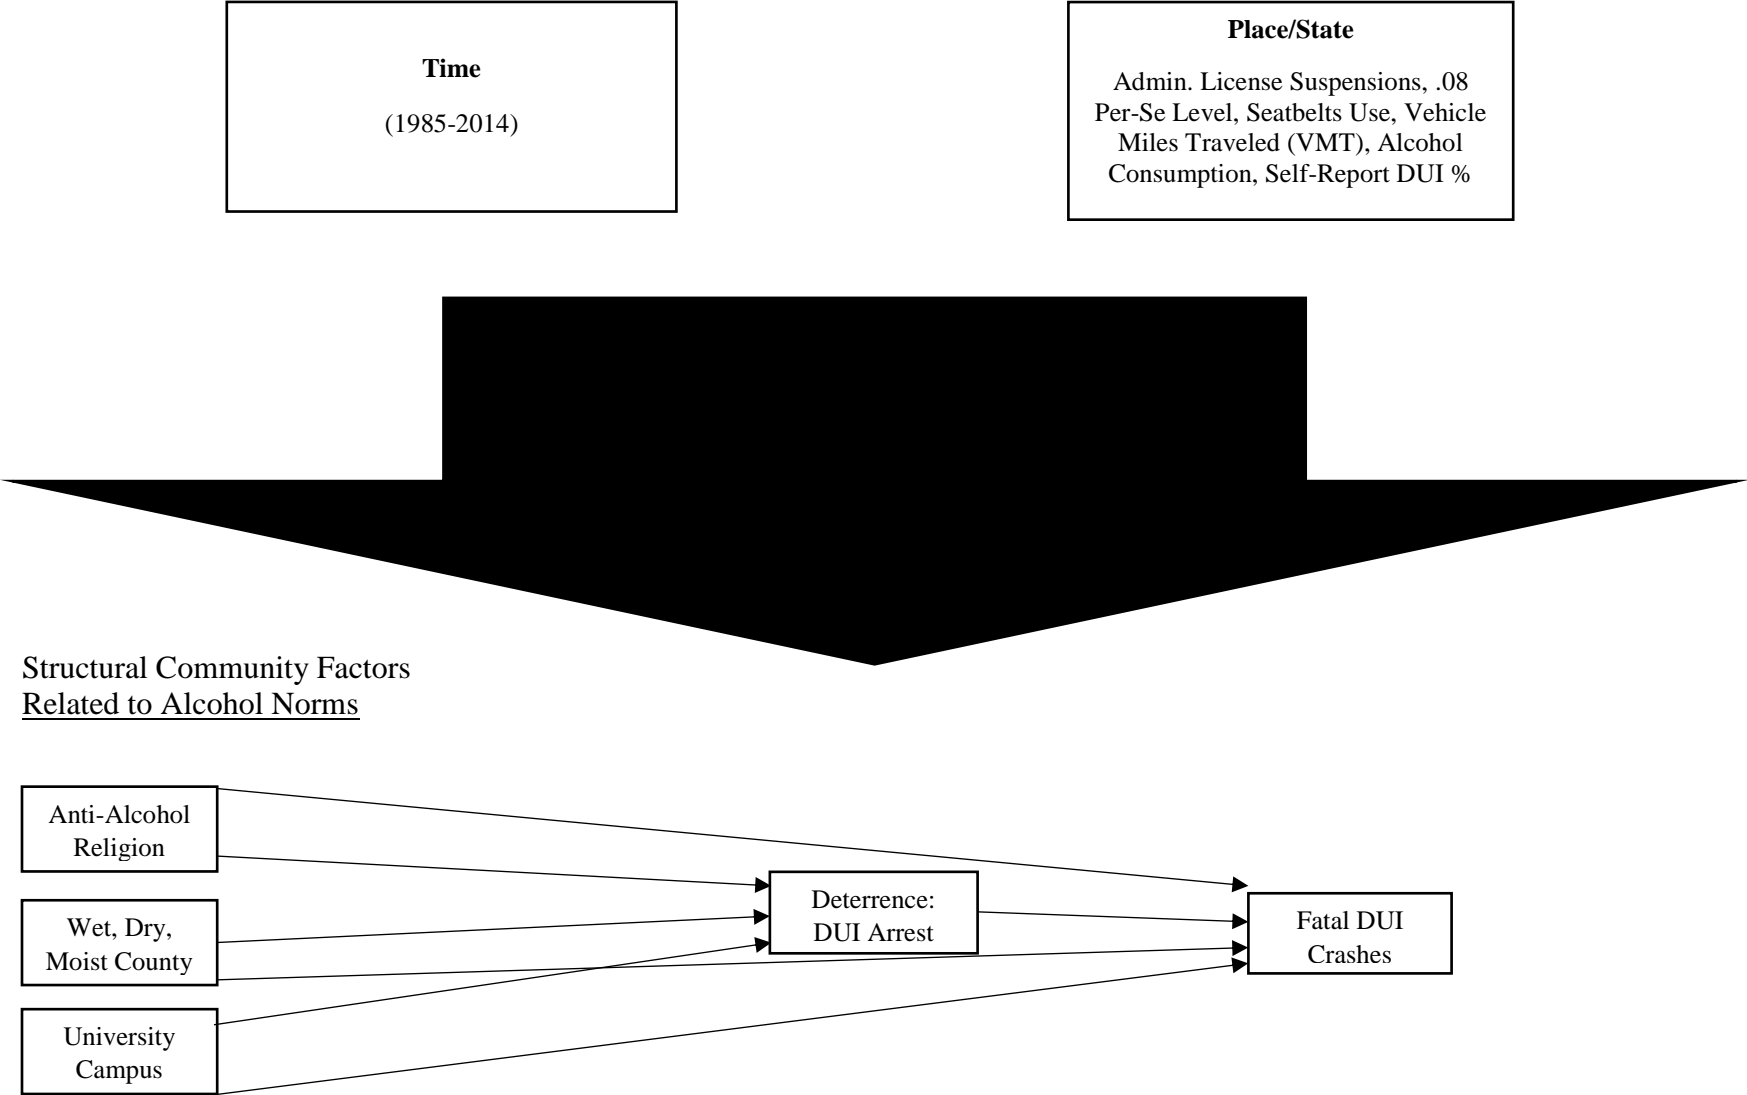 Time
(1985-2014)
Place/State
Admin. License Suspensions, .08
Per-Se Level, Seatbelts Use, Vehicle
Miles Traveled (VMT), Alcohol
Consumption, Self-Report DUI %
Structural Community Factors
Related to Alcohol Norms
Anti-Alcohol
Religion
Wet, Dry,
Moist County
University
Campus
Deterrence:
DUI Arrest
Fatal DUI
Crashes